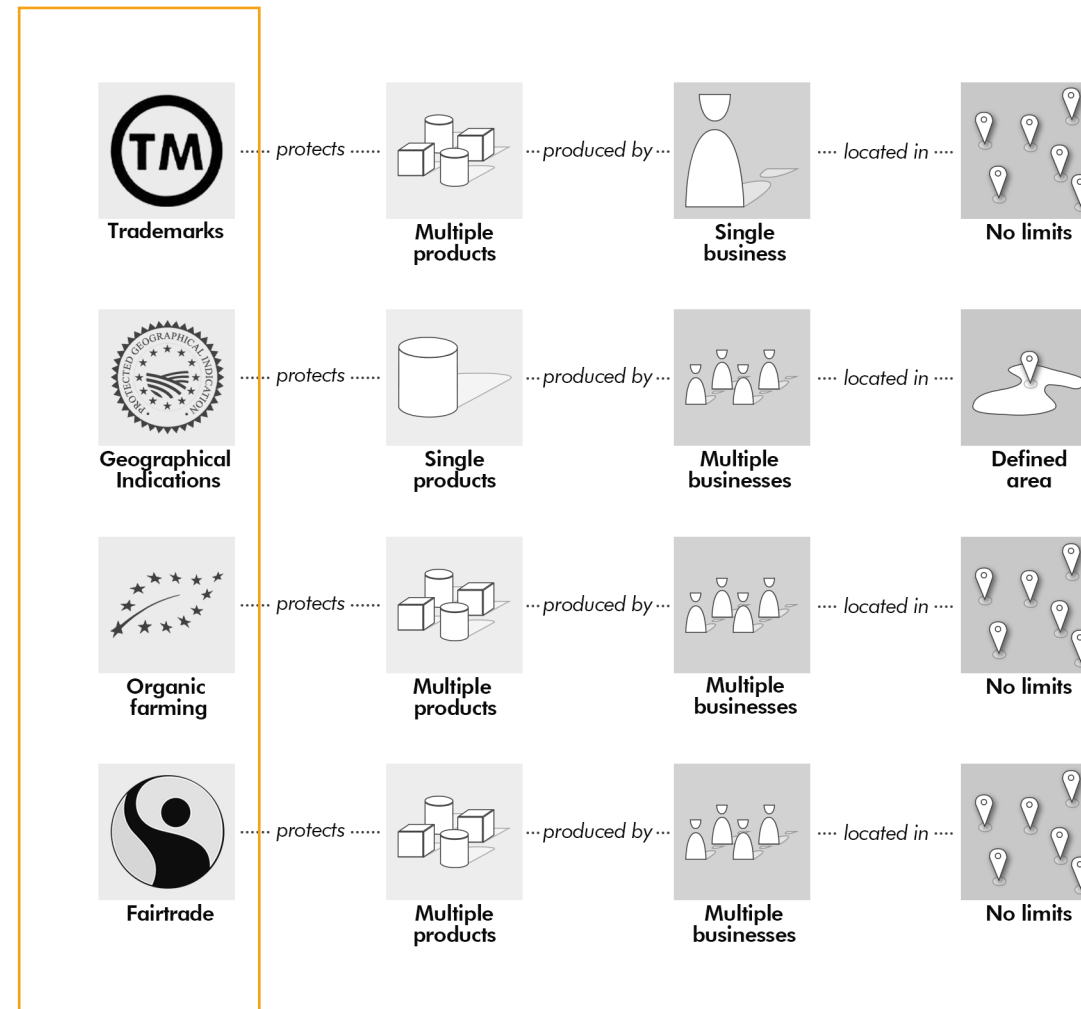 TM
protects
produced by
located in
Trademarks
Multiple
products
Single
business
No limits
PROTECTED GEOGRAPHICAL INDICATION
protects
produced by
located in
Geographical
Indications
Single
products
Multiple
businesses
Defined
area
protects
produced by
located in
Organic
farming
Multiple
products
Multiple
businesses
No limits
protects
produced by
located in
Fairtrade
Multiple
products
Multiple
businesses
No limits